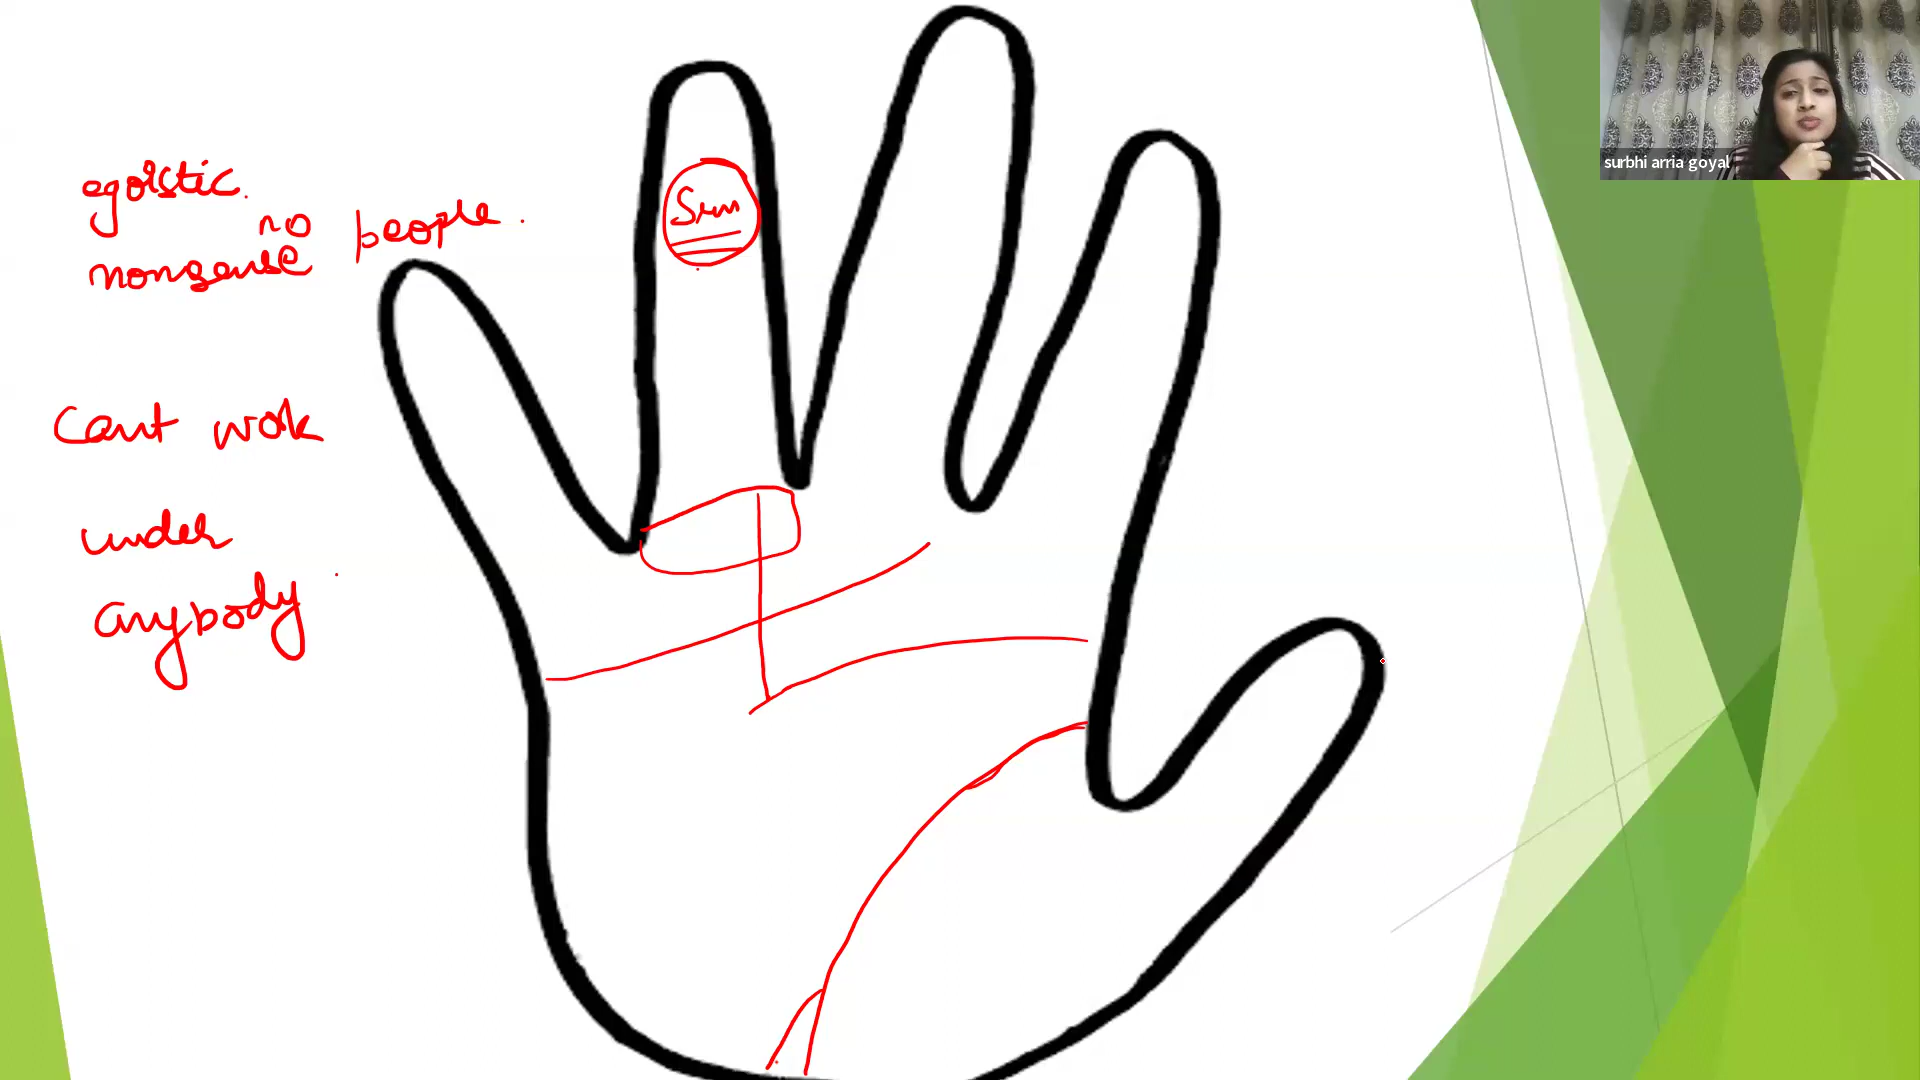 egoistic.
no
nonsense people.
Sun
Cant work
under
anybody
surbhi arria goyal